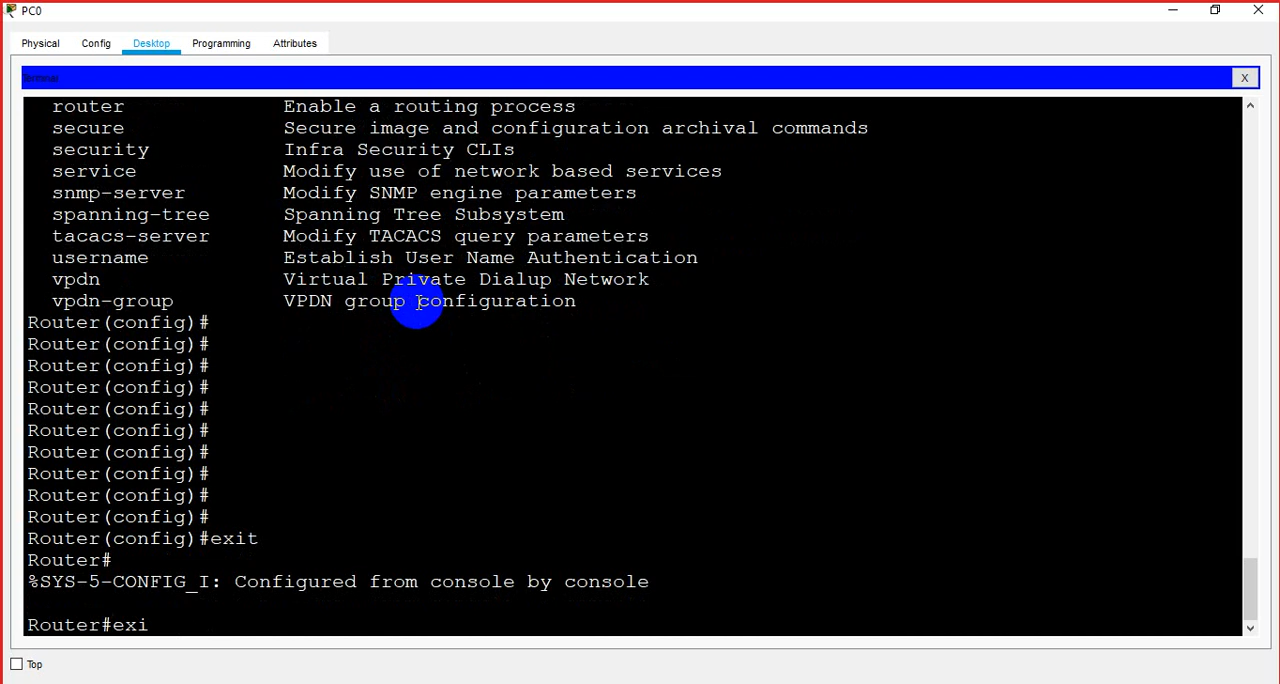 PC0
Physical Config Desktop Programming Attributes
Terminal
X
router Enable a routing process
secure Secure image and configuration archival commands
security Infra Security CLIs
service Modify use of network based services
snmp-server Modify SNMP engine parameters
spanning-tree Spanning Tree Subsystem
tacacs-server Modify TACACS query parameters
username Establish User Name Authentication
vpdn Virtual Private Dialup Network
vpdn-group VPDN group configuration
Router(config)#
Router(config)#
Router(config)#
Router(config)#
Router(config)#
Router(config)#
Router(config)#
Router(config)#
Router(config)#
Router(config)#
Router(config)#exit
Router#
%SYS-5-CONFIG_I: Configured from console by console
Router#exi
Top